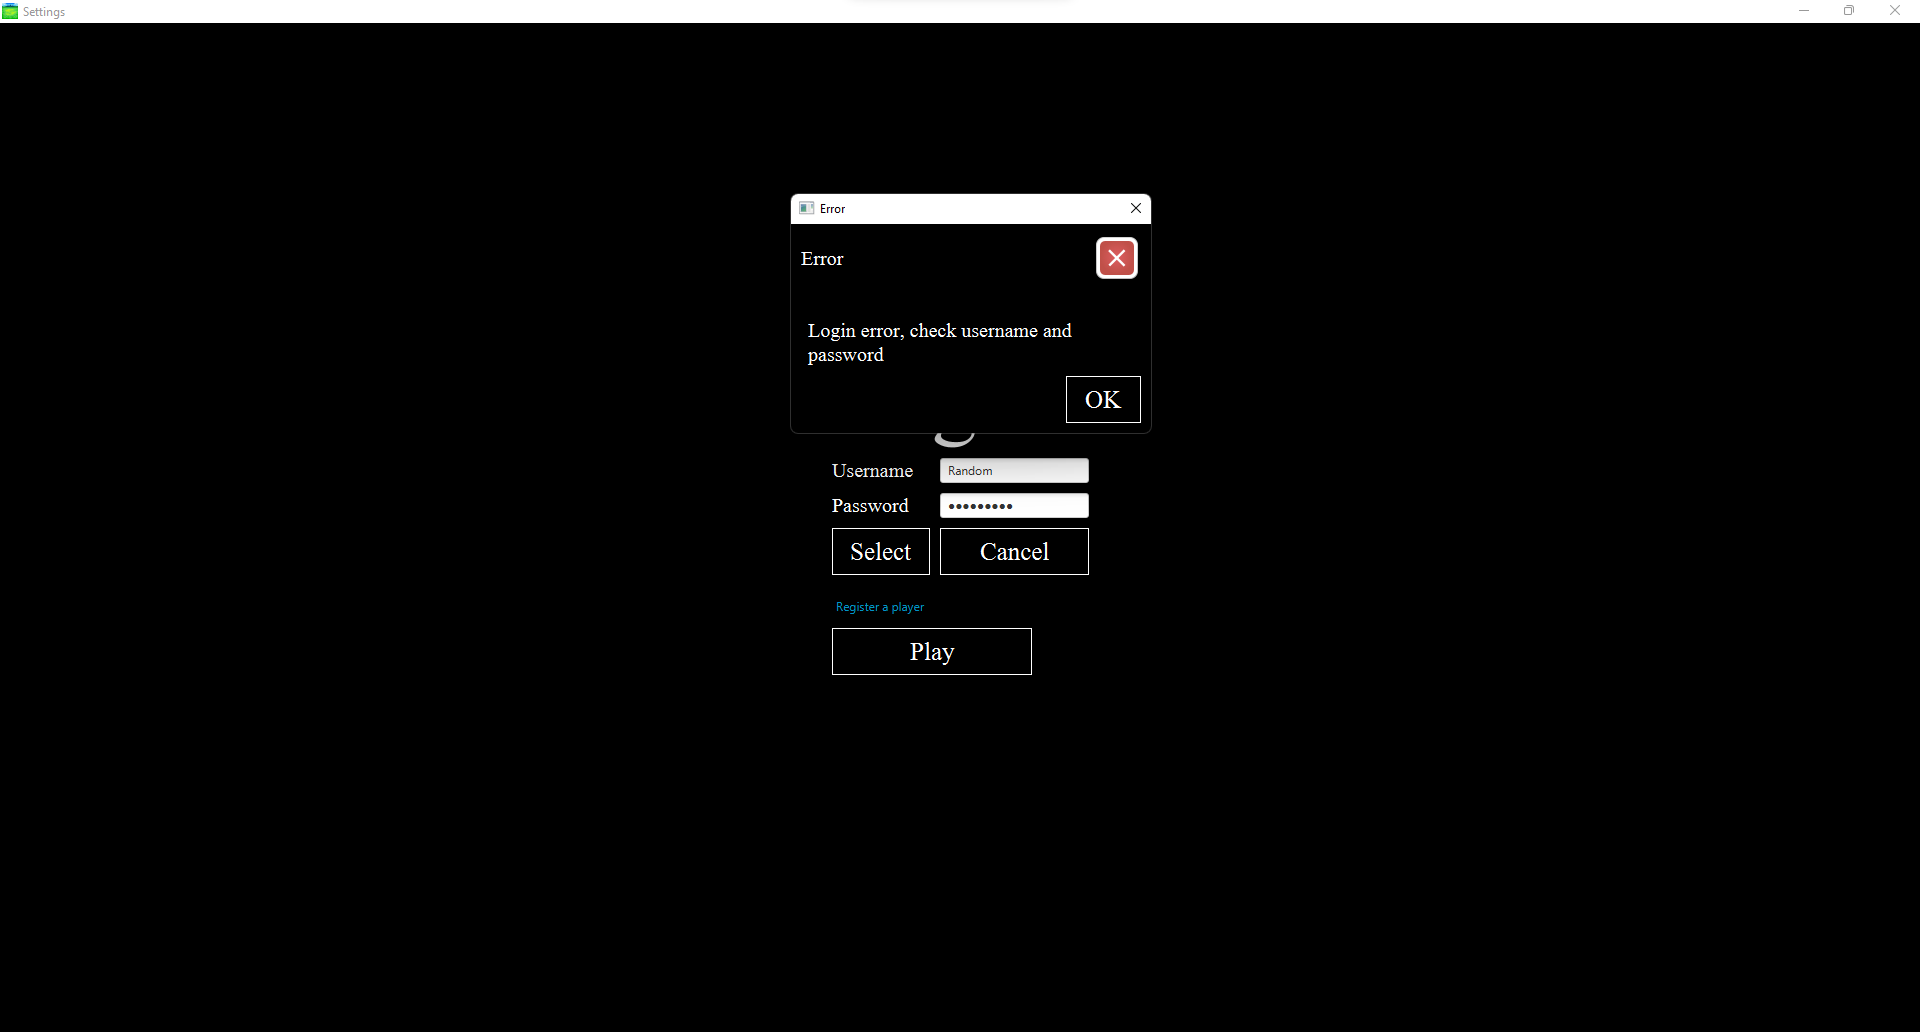 Settings
Error
Error
Login error, check username and
password
OK
Username Random
Password •••••••••
Select Cancel
Register a player
Play